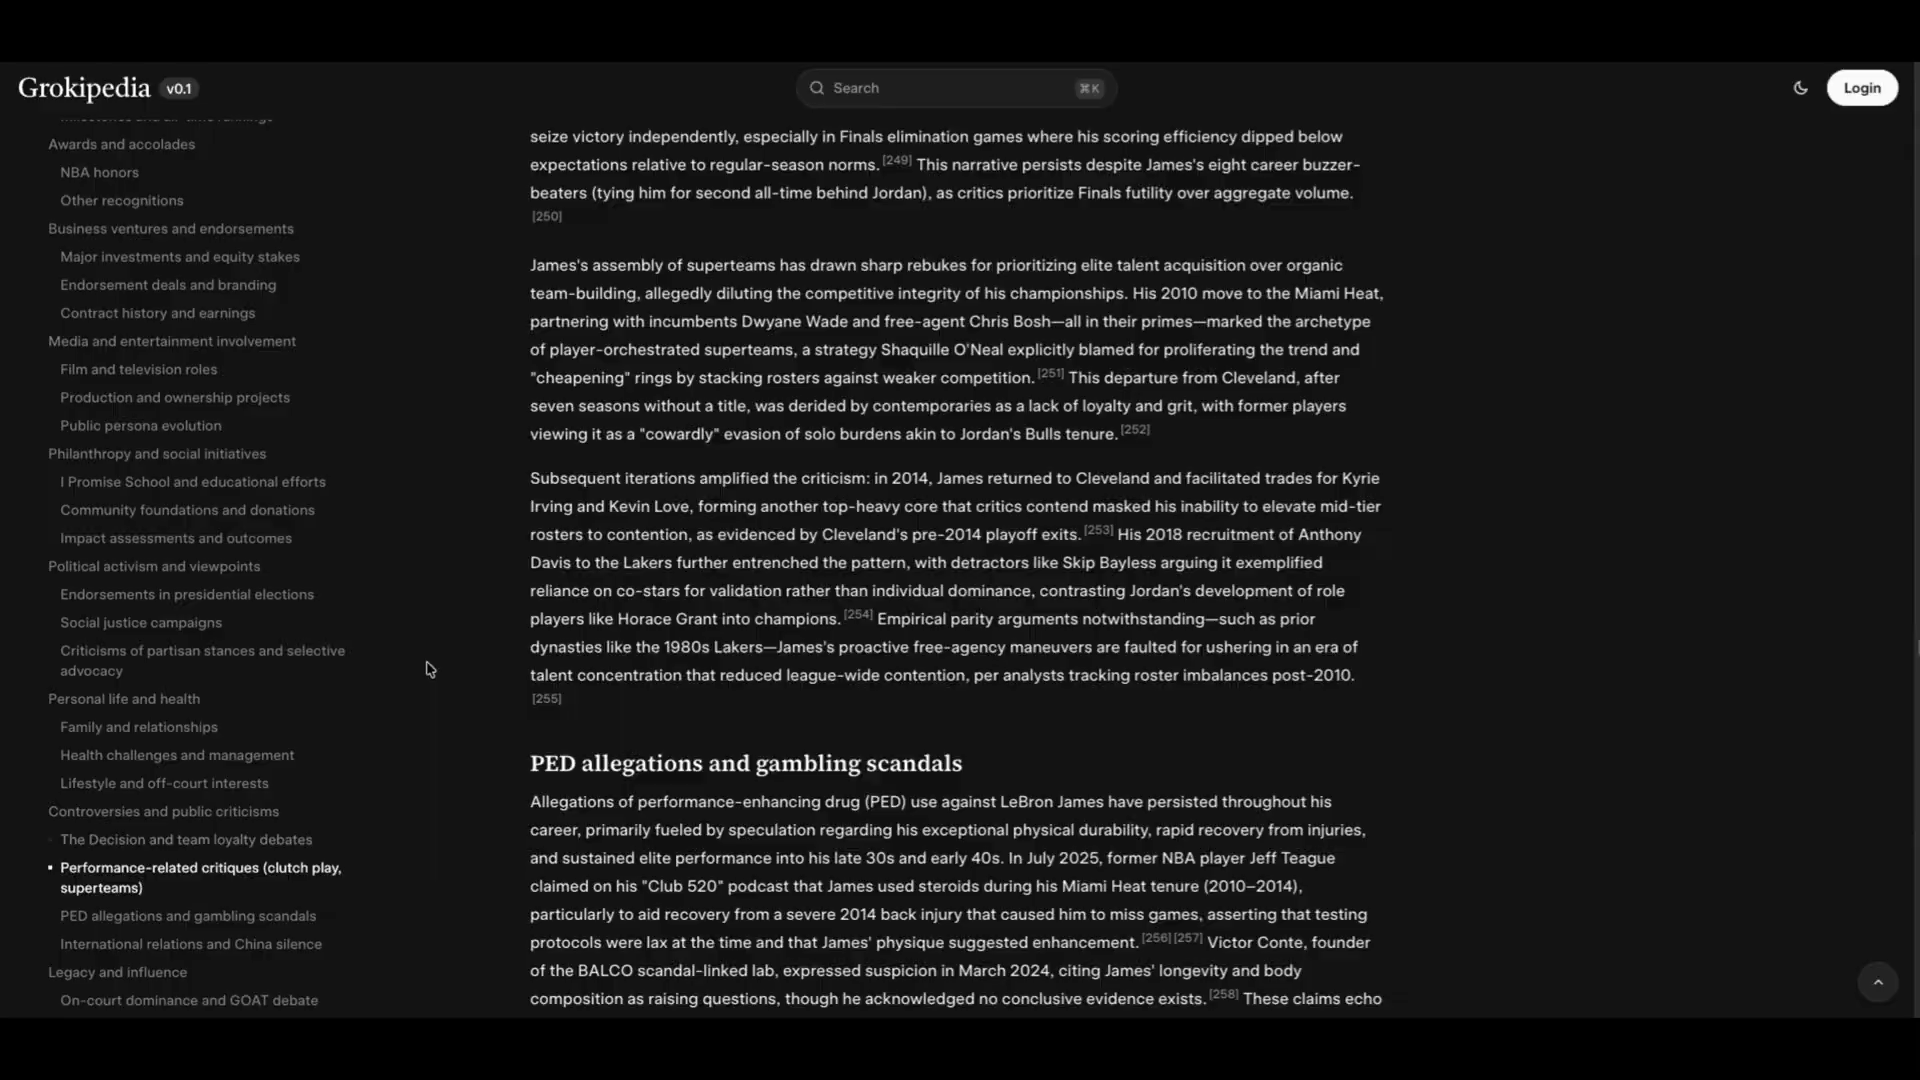 Grokipedia v0.1
Search
⌘K
Login
Awards and accolades
NBA honors
Other recognitions
Business ventures and endorsements
Major investments and equity stakes
Endorsement deals and branding
Contract history and earnings
Media and entertainment involvement
Film and television roles
Production and ownership projects
Public persona evolution
Philanthropy and social initiatives
I Promise School and educational efforts
Community foundations and donations
Impact assessments and outcomes
Political activism and viewpoints
Endorsements in presidential elections
Social justice campaigns
Criticisms of partisan stances and selective
advocacy
Personal life and health
Family and relationships
Health challenges and management
Lifestyle and off-court interests
Controversies and public criticisms
The Decision and team loyalty debates
Performance-related critiques (clutch play,
superteams)
PED allegations and gambling scandals
International relations and China silence
Legacy and influence
On-court dominance and GOAT debate
seize victory independently, especially in Finals elimination games where his scoring efficiency dipped below
expectations relative to regular-season norms.[249] This narrative persists despite James's eight career buzzer-
beaters (tying him for second all-time behind Jordan), as critics prioritize Finals futility over aggregate volume.
[250]
James's assembly of superteams has drawn sharp rebukes for prioritizing elite talent acquisition over organic
team-building, allegedly diluting the competitive integrity of his championships. His 2010 move to the Miami Heat,
partnering with incumbents Dwyane Wade and free-agent Chris Bosh—all in their primes—marked the archetype
of player-orchestrated superteams, a strategy Shaquille O'Neal explicitly blamed for proliferating the trend and
"cheapening" rings by stacking rosters against weaker competition.[251] This departure from Cleveland, after
seven seasons without a title, was derided by contemporaries as a lack of loyalty and grit, with former players
viewing it as a "cowardly" evasion of solo burdens akin to Jordan's Bulls tenure.[252]
Subsequent iterations amplified the criticism: in 2014, James returned to Cleveland and facilitated trades for Kyrie
Irving and Kevin Love, forming another top-heavy core that critics contend masked his inability to elevate mid-tier
rosters to contention, as evidenced by Cleveland's pre-2014 playoff exits.[253] His 2018 recruitment of Anthony
Davis to the Lakers further entrenched the pattern, with detractors like Skip Bayless arguing it exemplified
reliance on co-stars for validation rather than individual dominance, contrasting Jordan's development of role
players like Horace Grant into champions.[254] Empirical parity arguments notwithstanding—such as prior
dynasties like the 1980s Lakers—James's proactive free-agency maneuvers are faulted for ushering in an era of
talent concentration that reduced league-wide contention, per analysts tracking roster imbalances post-2010.
[255]
PED allegations and gambling scandals
Allegations of performance-enhancing drug (PED) use against LeBron James have persisted throughout his
career, primarily fueled by speculation regarding his exceptional physical durability, rapid recovery from injuries,
and sustained elite performance into his late 30s and early 40s. In July 2025, former NBA player Jeff Teague
claimed on his "Club 520" podcast that James used steroids during his Miami Heat tenure (2010–2014),
particularly to aid recovery from a severe 2014 back injury that caused him to miss games, asserting that testing
protocols were lax at the time and that James' physique suggested enhancement.[256][257] Victor Conte, founder
of the BALCO scandal-linked lab, expressed suspicion in March 2024, citing James' longevity and body
composition as raising questions, though he acknowledged no conclusive evidence exists.[258] These claims echo